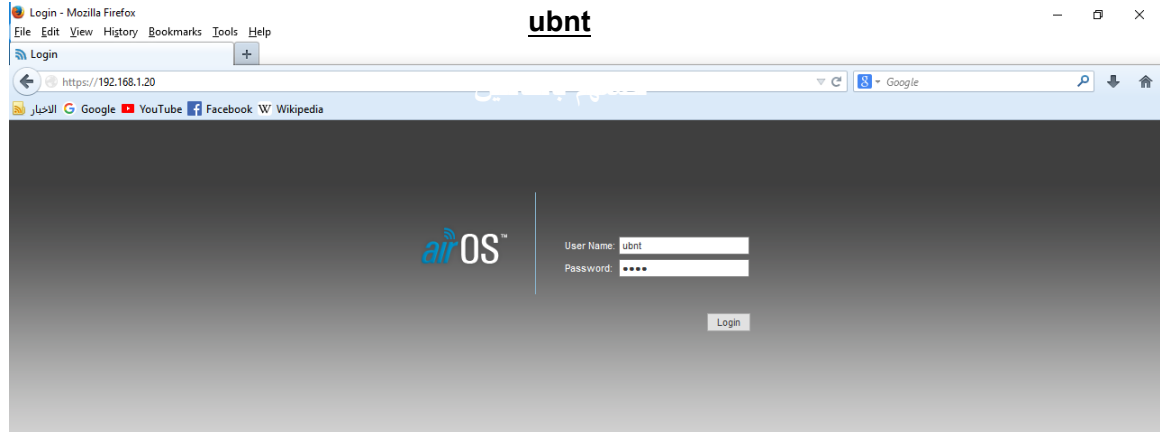 Login - Mozilla Firefox
ubnt
File Edit View History Bookmarks Tools Help
Login
https://192.168.1.20
Google
الاخبار Google YouTube Facebook Wikipedia
airOS™
User Name: ubnt
Password: ••••
Login